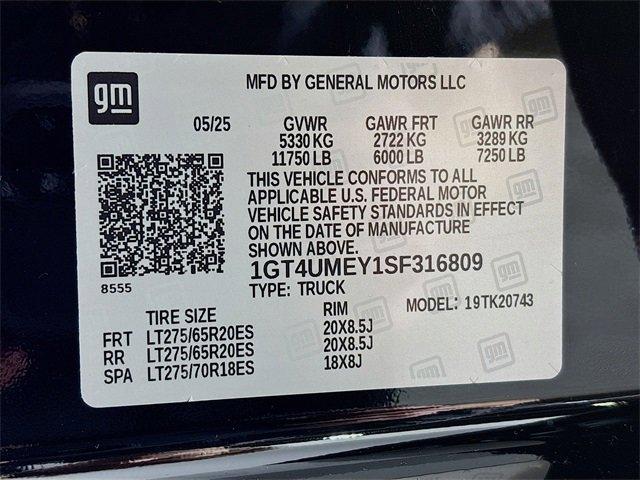 gm
MFD BY GENERAL MOTORS LLC
05/25 GVWR GAWR FRT GAWR RR
5330 KG 2722 KG 3289 KG
11750 LB 6000 LB 7250 LB
THIS VEHICLE CONFORMS TO ALL
APPLICABLE U.S. FEDERAL MOTOR
VEHICLE SAFETY STANDARDS IN EFFECT
ON THE DATE OF MANUFACTURE SHOWN ABOVE.
1GT4UMEY1SF316809
8555
TYPE: TRUCK
MODEL: 19TK20743
TIRE SIZE RIM
FRT LT275/65R20ES 20X8.5J
RR LT275/65R20ES 20X8.5J
SPA LT275/70R18ES 18X8J